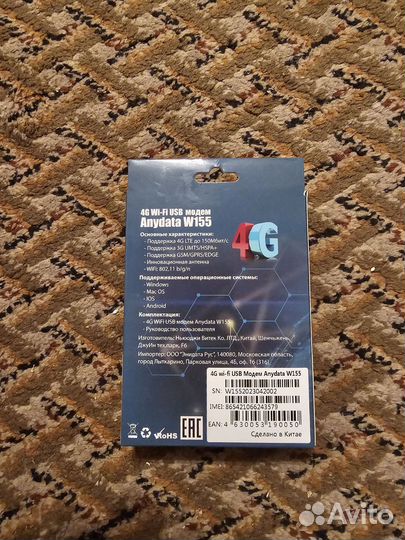 4G Wi-Fi USB модем
Anydata W155
Основные характеристики:
- Поддержка 4G LTE до 150Мбит/с
- Поддержка 3G UMTS/HSPA+
- Поддержка GSM/GPRS/EDGE
- Инновационная антенна
- WiFi: 802.11 b/g/n
4G
Поддерживаемые операционные системы:
- Windows
- Mac OS
- IOS
- Android
Комплектация:
- 4G WiFi USB модем Anydata W155
- Руководство пользователя
Изготовитель: Ньюоджи Витек Ко. ЛТД., Китай, Шеньчжень,
ДжуИн тех.парк, F6
Импортер: ООО "Энидата Рус", 140080, Московская область,
город Лыткарино, Парковая улица, 4Б, оф. 16 (316).
4G wi-fi USB Модем Anydata W155
SN: W1552023042002
IMEI: 865421066243579
EAN: 4 630053 190050
Сделано в Китае
RoHS
EAC
Avito